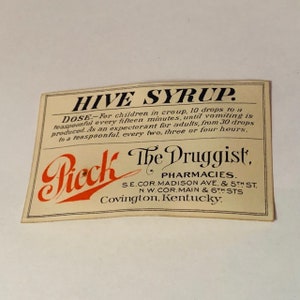 HIVE SYRUP.
DOSE.—For children in croup, 10 drops to a
teaspoonful every fifteen minutes, until vomiting is
produced. As an expectorant for adults, from 30 drops
to a teaspoonful, every two, three or four hours.
Pieck The Druggist,
PHARMACIES.
S.E. COR. MADISON AVE. & 5TH ST.
N.W. COR. MAIN & 6TH STS
Covington, Kentucky.